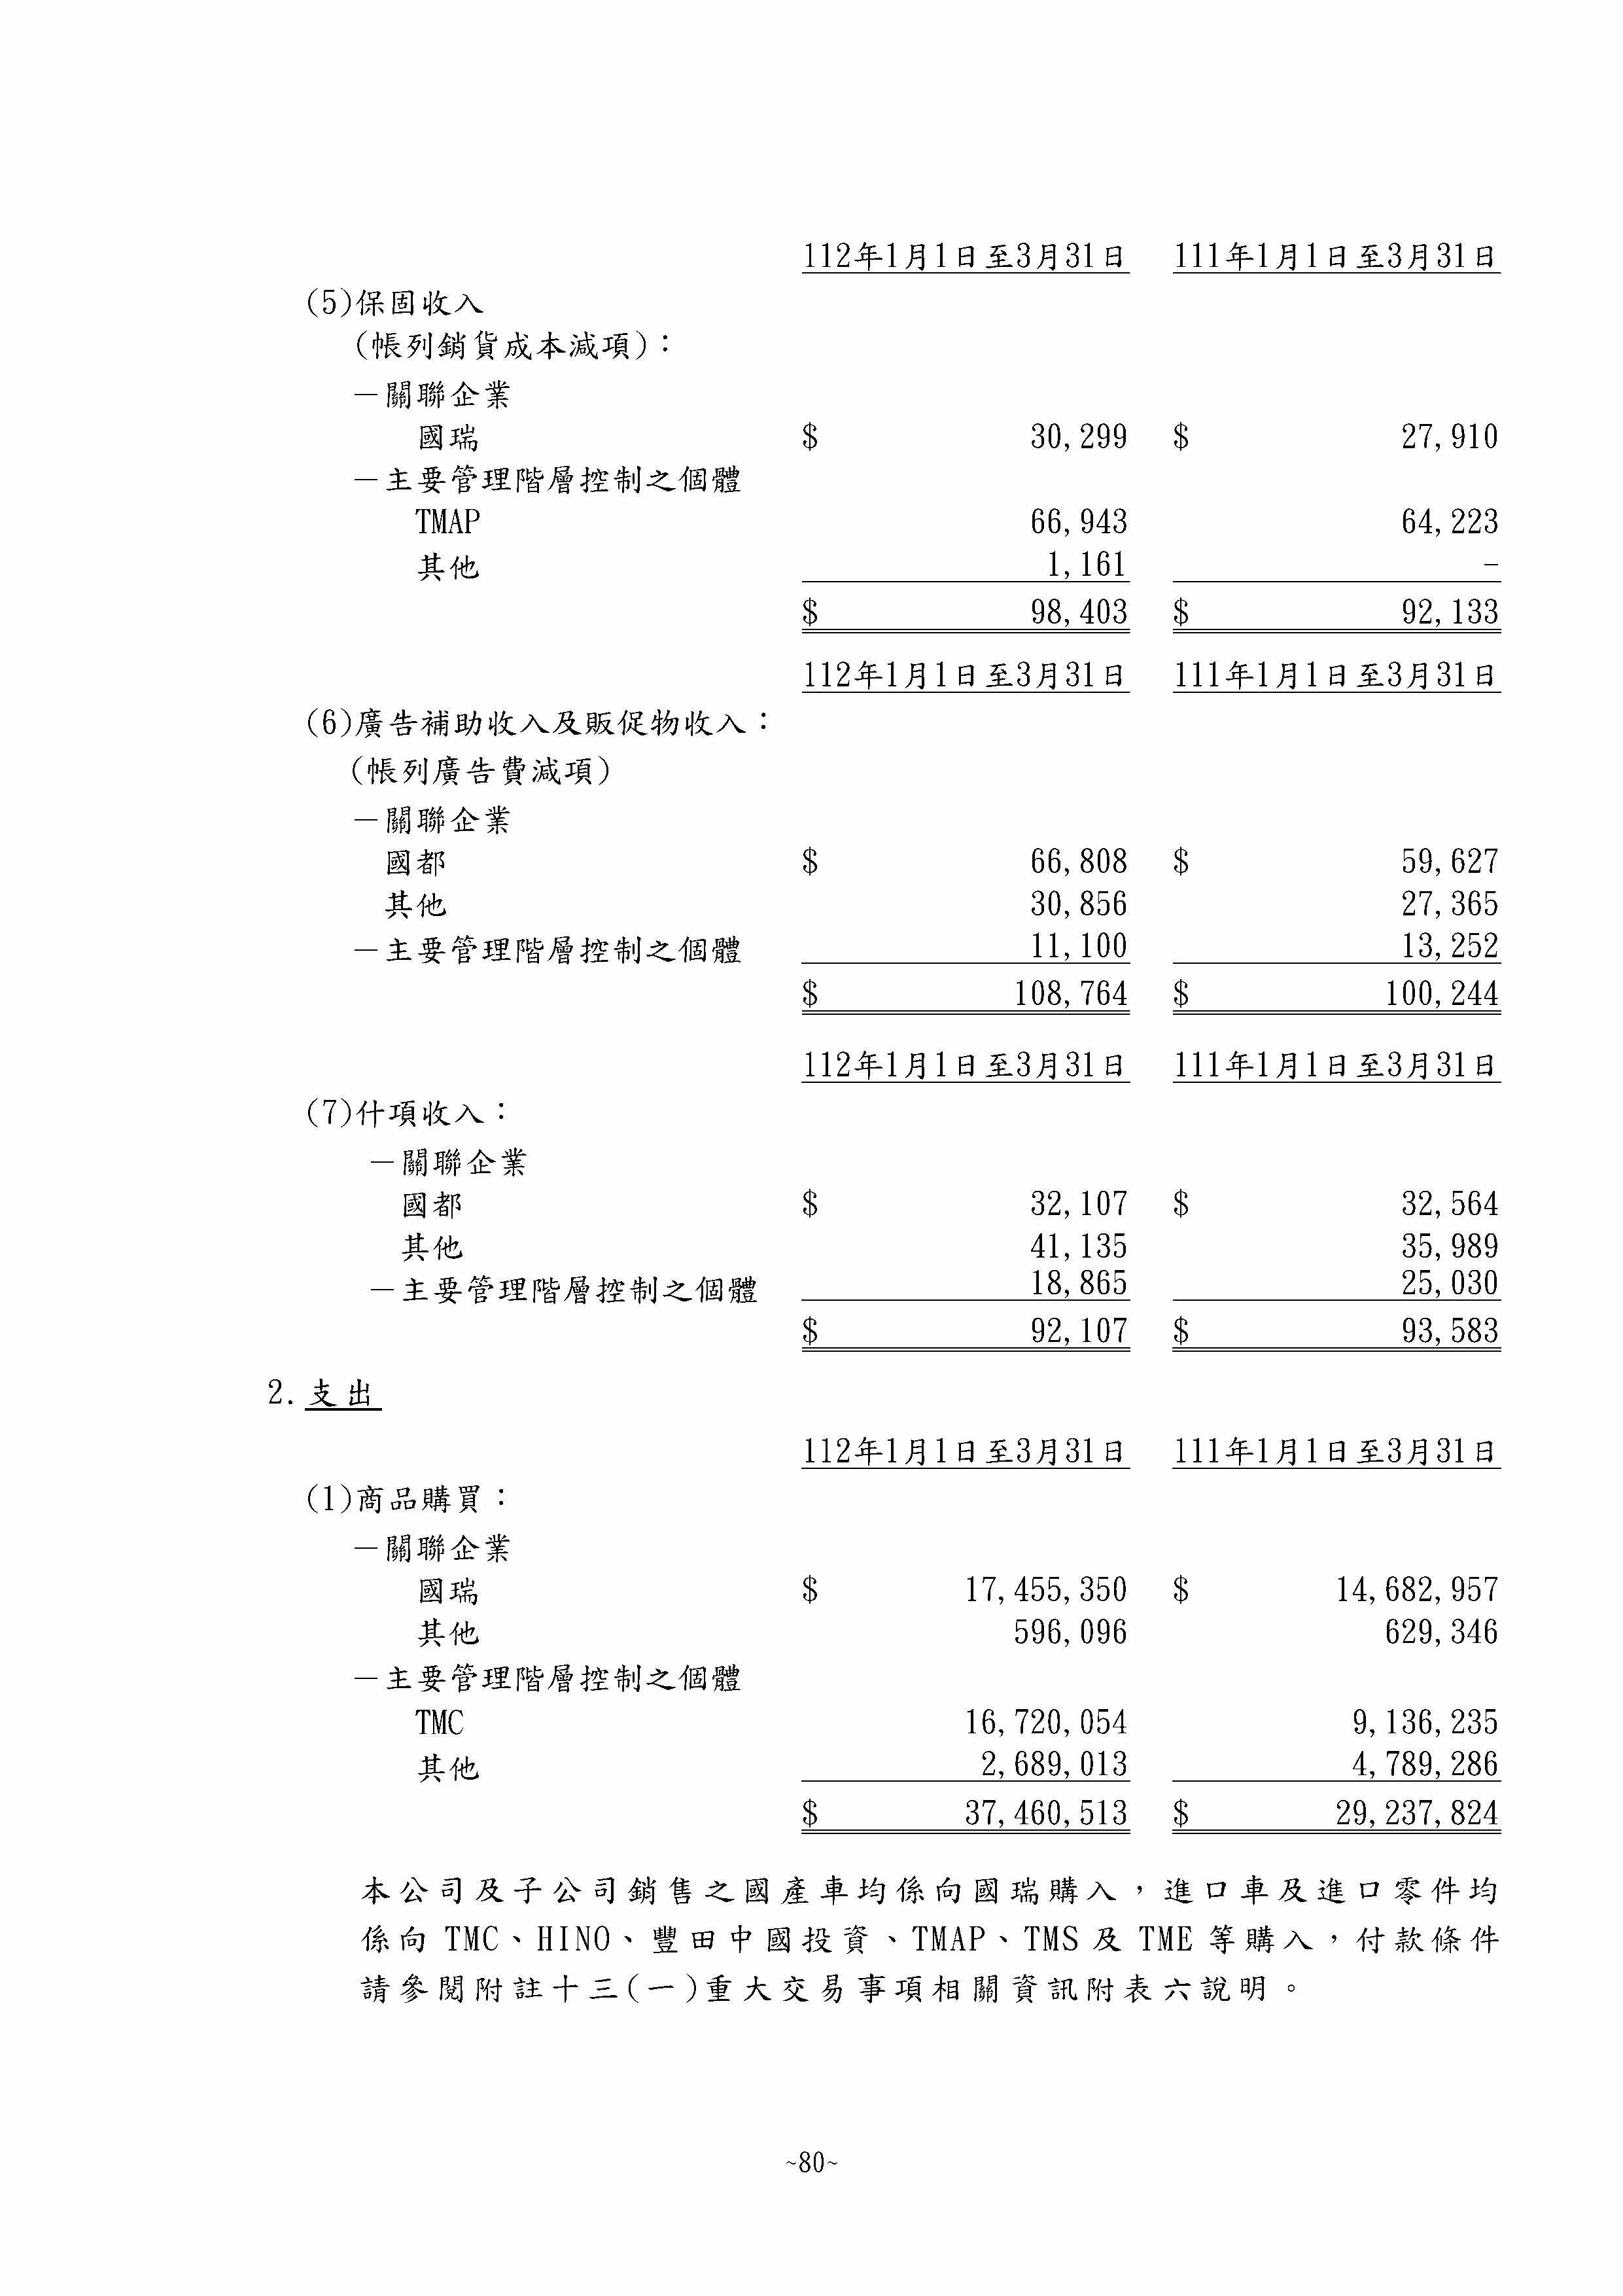 112年1月1日至3月31日 111年1月1日至3月31日
(5)保固收入
(帳列銷貨成本減項)：
－關聯企業
國瑞 $ 30,299 $ 27,910
－主要管理階層控制之個體
TMAP 66,943 64,223
其他 1,161 -
$ 98,403 $ 92,133
112年1月1日至3月31日 111年1月1日至3月31日
(6)廣告補助收入及販促物收入：
(帳列廣告費減項)
－關聯企業
國都 $ 66,808 $ 59,627
其他 30,856 27,365
－主要管理階層控制之個體 11,100 13,252
$ 108,764 $ 100,244
112年1月1日至3月31日 111年1月1日至3月31日
(7)什項收入：
－關聯企業
國都 $ 32,107 $ 32,564
其他 41,135 35,989
－主要管理階層控制之個體 18,865 25,030
$ 92,107 $ 93,583
2.支出
112年1月1日至3月31日 111年1月1日至3月31日
(1)商品購買：
－關聯企業
國瑞 $ 17,455,350 $ 14,682,957
其他 596,096 629,346
－主要管理階層控制之個體
TMC 16,720,054 9,136,235
其他 2,689,013 4,789,286
$ 37,460,513 $ 29,237,824
本公司及子公司銷售之國產車均係向國瑞購入，進口車及進口零件均
係向 TMC、HINO、豐田中國投資、TMAP、TMS 及 TME 等購入，付款條件
請參閱附註十三(一)重大交易事項相關資訊附表六說明。
~80~